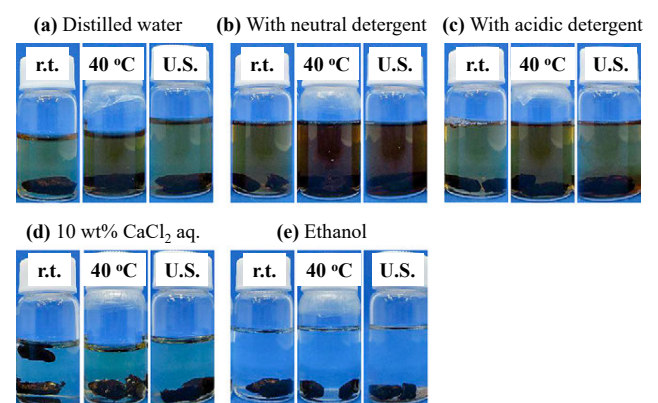 (a) Distilled water
(b) With neutral detergent
(c) With acidic detergent
r.t. 40 °C U.S.
r.t. 40 °C U.S.
r.t. 40 °C U.S.
(d) 10 wt% CaCl₂ aq.
(e) Ethanol
r.t. 40 °C U.S.
r.t. 40 °C U.S.